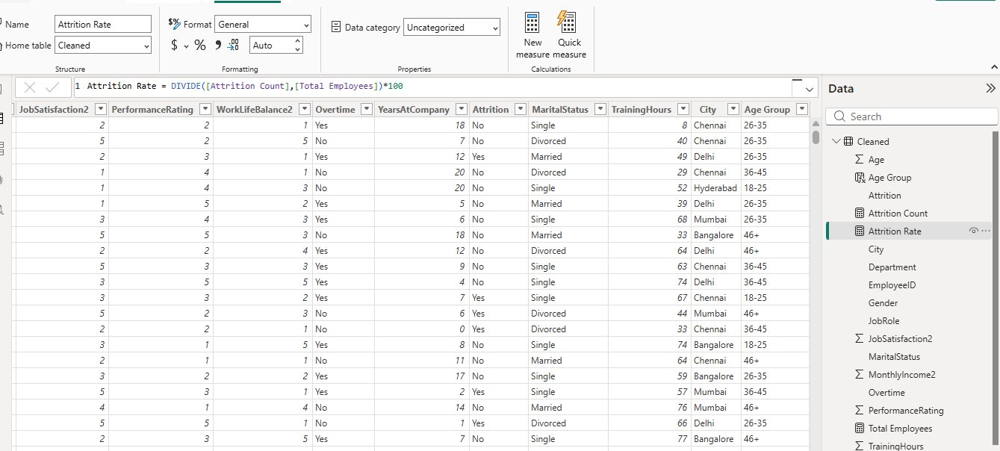 Name Attrition Rate
Home table Cleaned
Structure
$% Format General
$ % 9 .00 Auto
Formatting
Data category Uncategorized
Properties
New measure
Quick measure
Calculations
1 Attrition Rate = DIVIDE([Attrition Count],[Total Employees])*100
JobSatisfaction2 PerformanceRating WorkLifeBalance2 Overtime YearsAtCompany Attrition MaritalStatus TrainingHours City Age Group
2 2 1 Yes 18 No Single 8 Chennai 26-35
5 2 5 No 7 No Divorced 40 Chennai 26-35
2 3 1 Yes 12 Yes Married 49 Delhi 26-35
1 4 1 No 20 No Divorced 29 Chennai 36-45
1 4 3 No 20 No Single 52 Hyderabad 18-25
1 5 2 Yes 5 No Married 39 Delhi 26-35
3 4 3 Yes 6 No Single 68 Mumbai 26-35
5 5 3 No 18 No Married 33 Bangalore 46+
2 2 4 Yes 12 No Divorced 64 Delhi 46+
5 3 3 Yes 9 No Single 63 Chennai 36-45
3 5 5 Yes 4 No Single 74 Delhi 36-45
3 3 2 Yes 7 Yes Single 67 Chennai 18-25
5 2 3 No 6 Yes Divorced 44 Mumbai 46+
2 2 1 No 0 Yes Divorced 33 Chennai 36-45
3 1 5 Yes 8 No Single 74 Bangalore 18-25
2 1 1 No 11 No Married 64 Chennai 46+
3 2 2 Yes 17 No Single 59 Bangalore 26-35
5 3 1 Yes 2 Yes Single 57 Mumbai 36-45
4 1 4 No 14 No Married 76 Mumbai 46+
5 5 1 No 1 Yes Divorced 66 Delhi 26-35
2 3 5 Yes 7 No Single 77 Bangalore 46+
Data
Search
Cleaned
Age
Age Group
Attrition
Attrition Count
Attrition Rate
City
Department
EmployeeID
Gender
JobRole
JobSatisfaction2
MaritalStatus
MonthlyIncome2
Overtime
PerformanceRating
Total Employees
TrainingHours